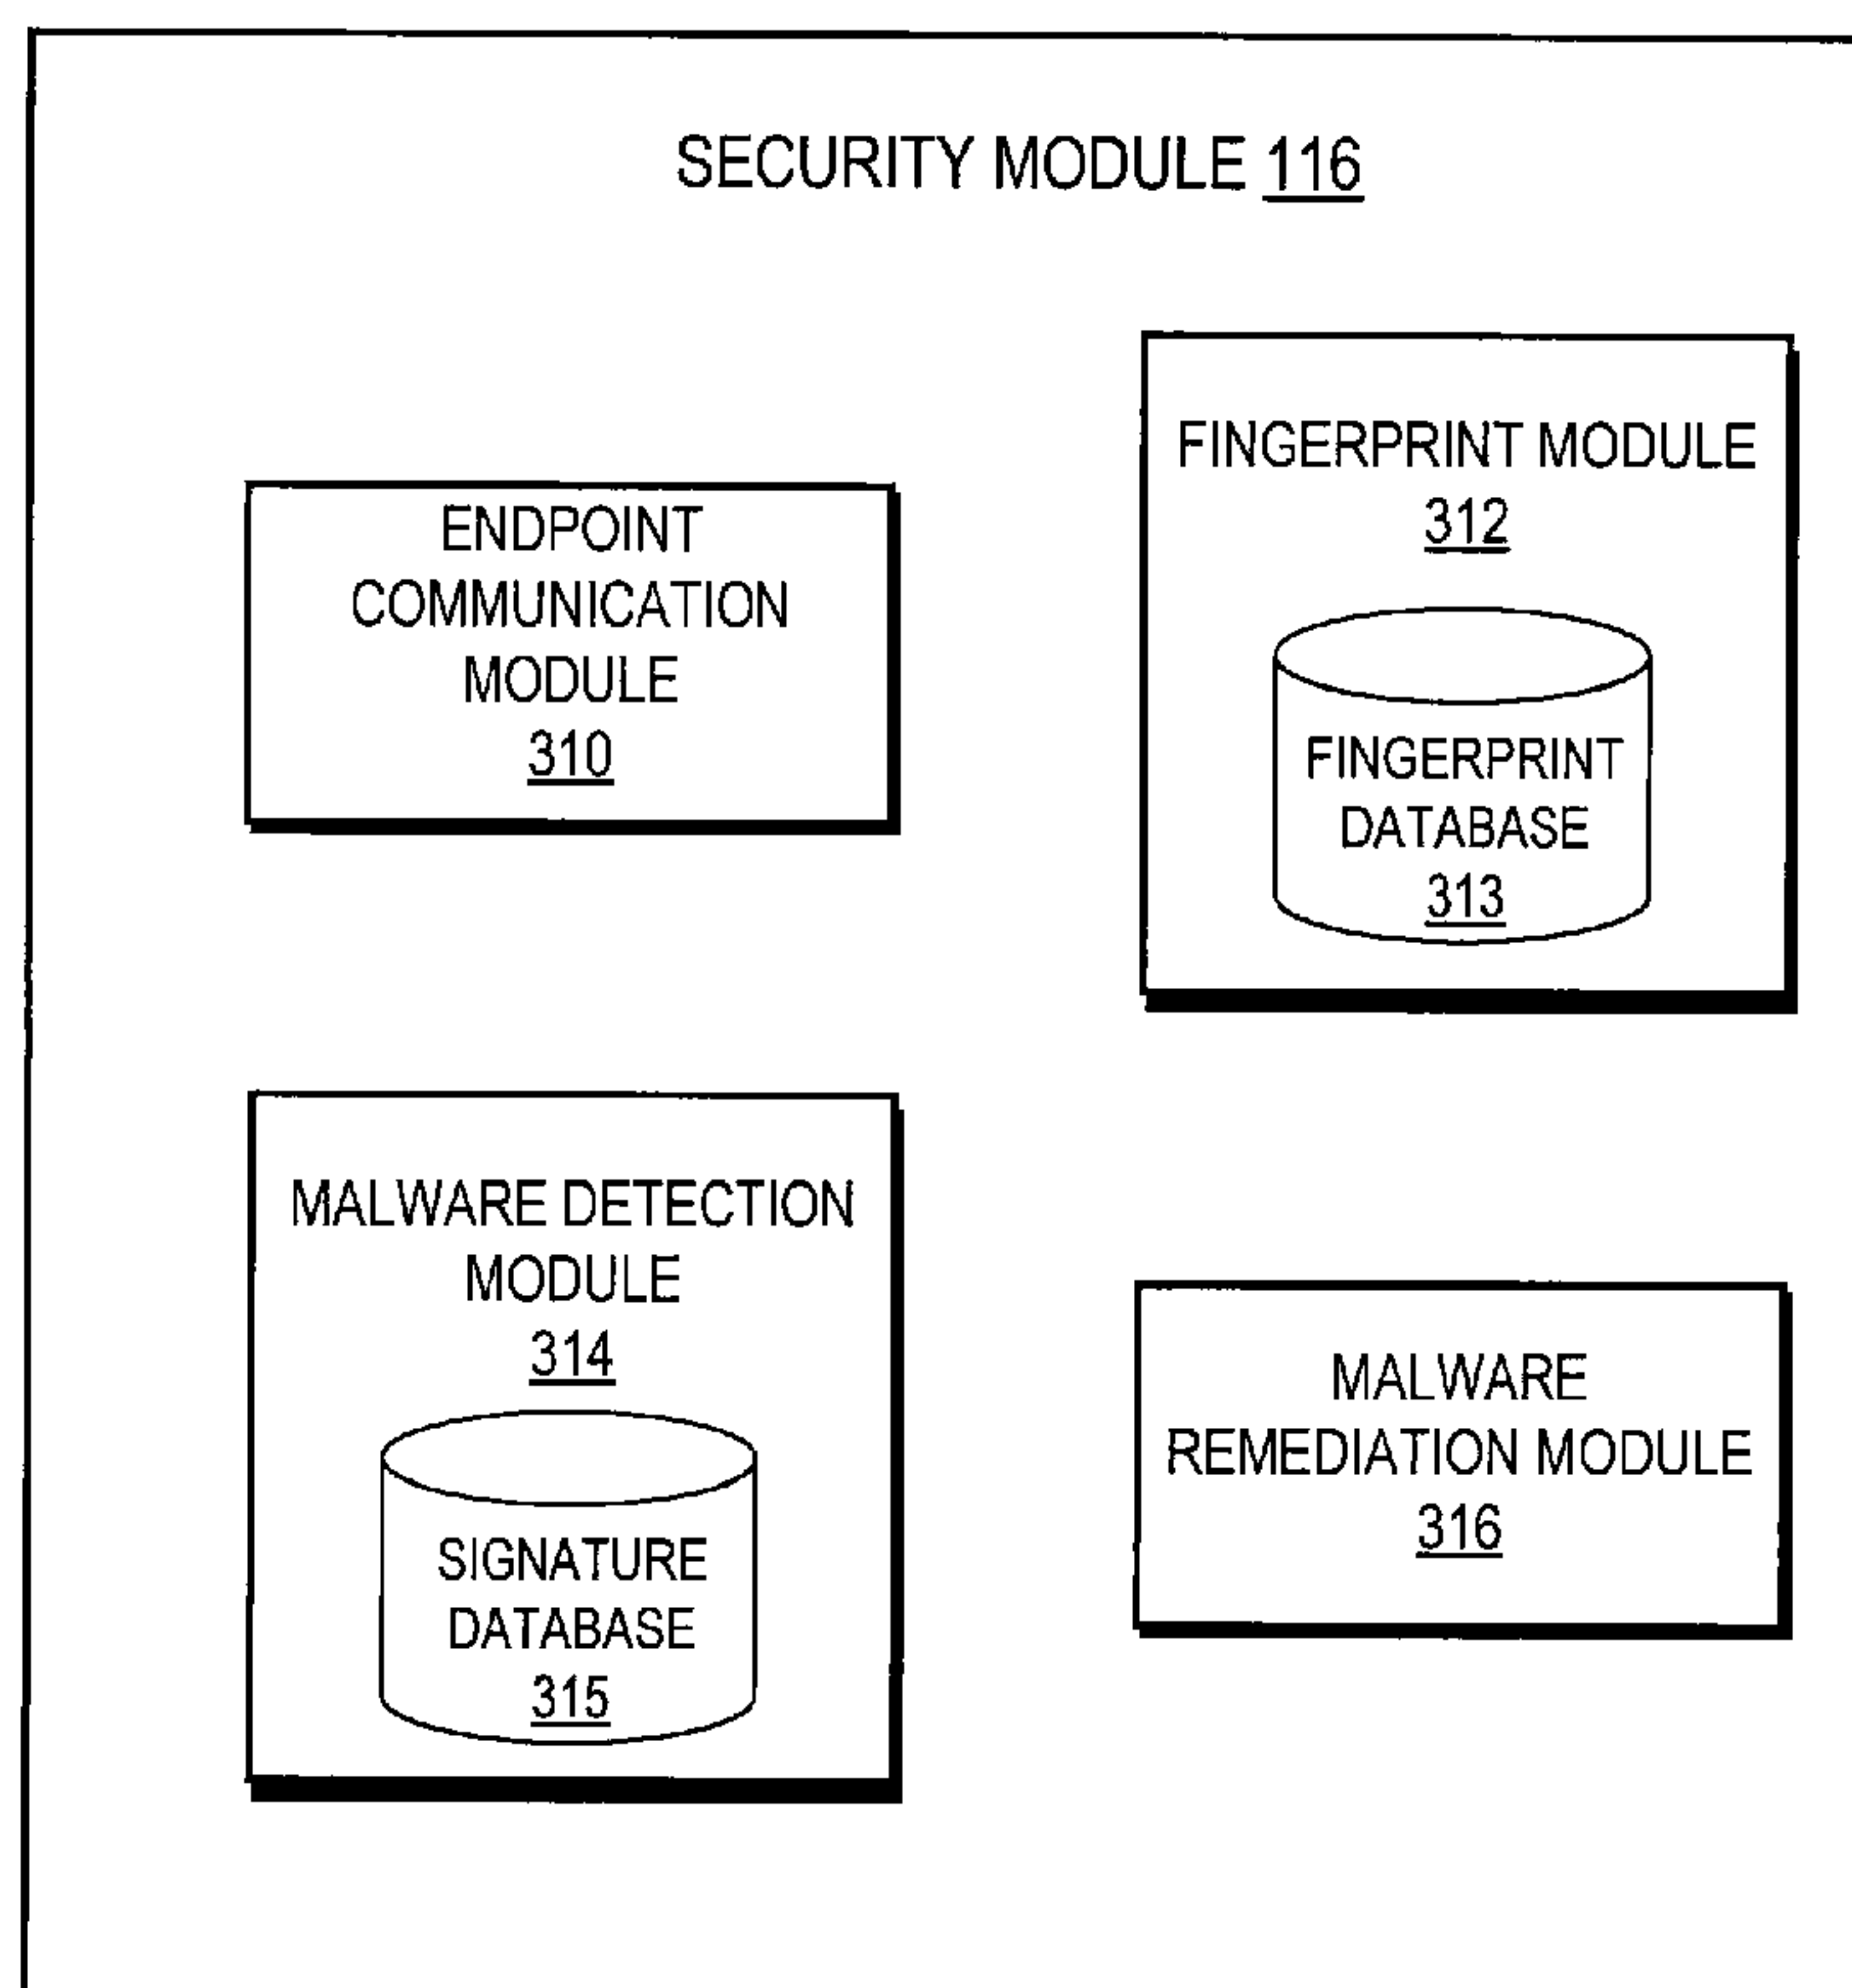 SECURITY MODULE 116
ENDPOINT
COMMUNICATION
MODULE
310
FINGERPRINT MODULE
312
FINGERPRINT
DATABASE
313
MALWARE DETECTION
MODULE
314
SIGNATURE
DATABASE
315
MALWARE
REMEDIATION MODULE
316